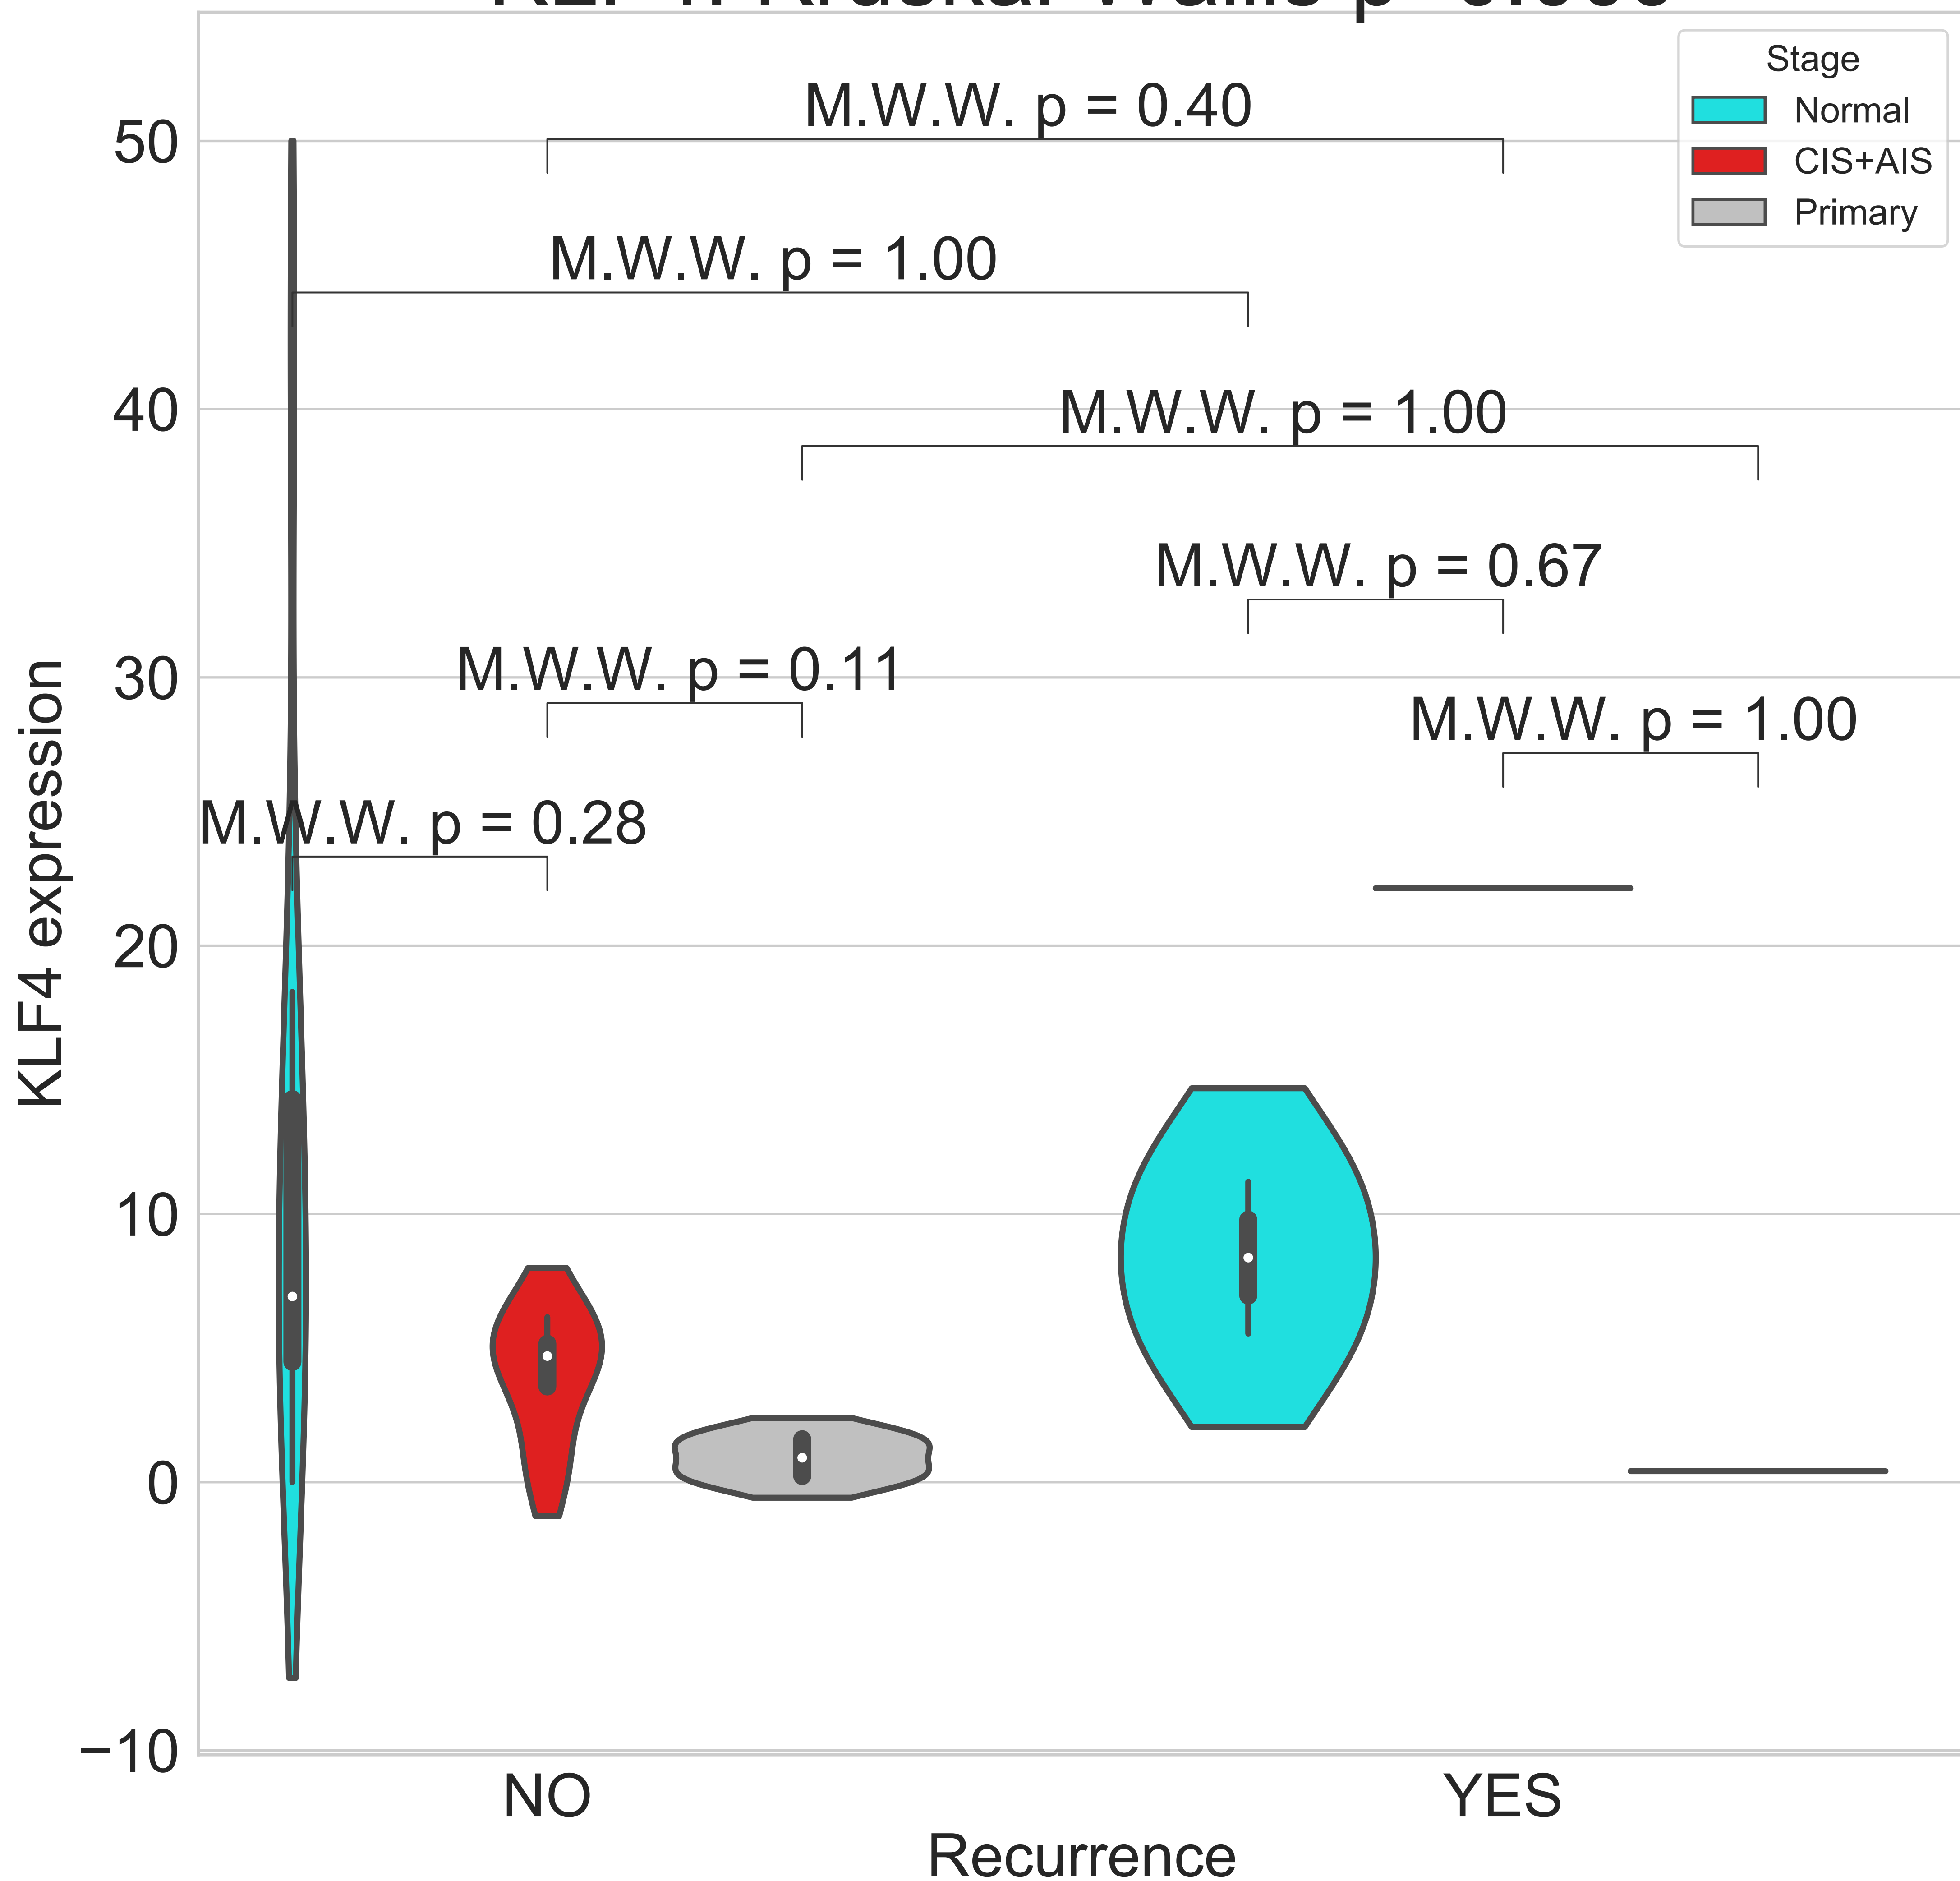 Stage
Normal
CIS+AIS
Primary
M.W.W. p = 0.40
M.W.W. p = 1.00
M.W.W. p = 1.00
M.W.W. p = 0.67
M.W.W. p = 0.11
M.W.W. p = 1.00
M.W.W. p = 0.28
50
40
30
20
10
0
−10
KLF4 expression
NO
YES
Recurrence